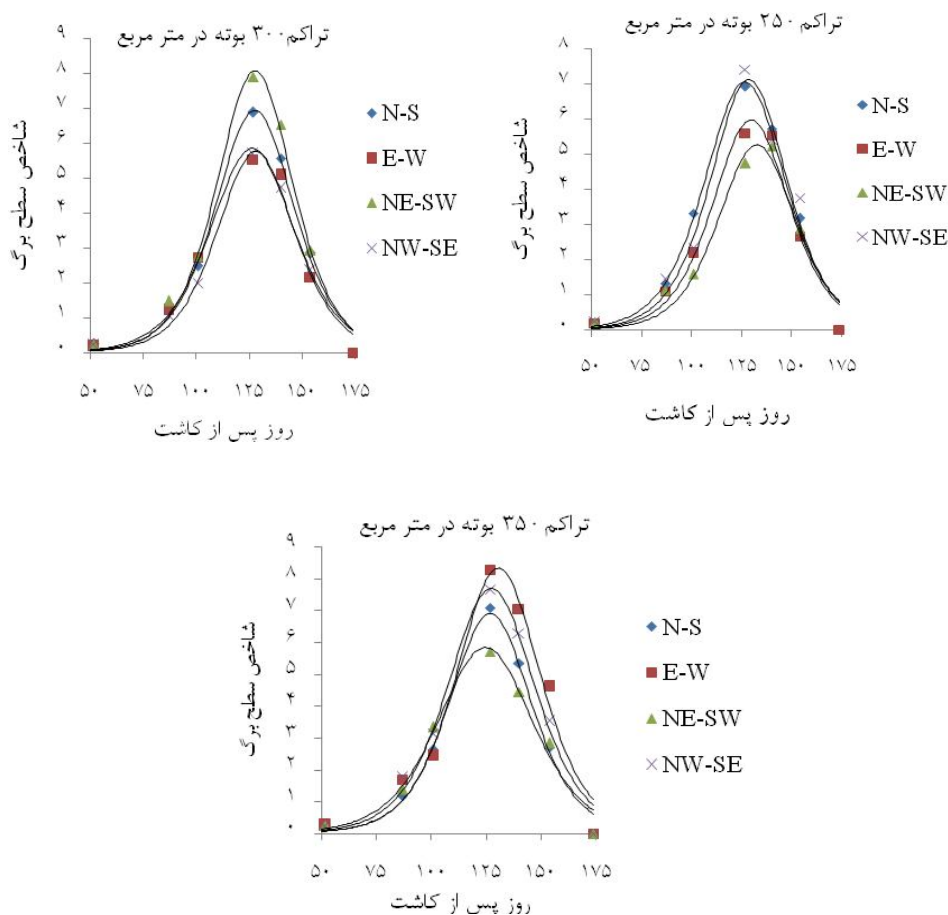 تراکم ۳۰۰ بوته در متر مربع
شاخص سطح برگ
۹
۸
۷
۶
۵
۴
۳
۲
۱
۰
۵۰ ۷۵ ۱۰۰ ۱۲۵ ۱۵۰ ۱۷۵
روز پس از کاشت
N-S
E-W
NE-SW
NW-SE
تراکم ۲۵۰ بوته در متر مربع
شاخص سطح برگ
۸
۷
۶
۵
۴
۳
۲
۱
۰
۵۰ ۷۵ ۱۰۰ ۱۲۵ ۱۵۰ ۱۷۵
روز پس از کاشت
N-S
E-W
NE-SW
NW-SE
تراکم ۳۵۰ بوته در متر مربع
شاخص سطح برگ
۹
۸
۷
۶
۵
۴
۳
۲
۱
۰
۵۰ ۷۵ ۱۰۰ ۱۲۵ ۱۵۰ ۱۷۵
روز پس از کاشت
N-S
E-W
NE-SW
NW-SE